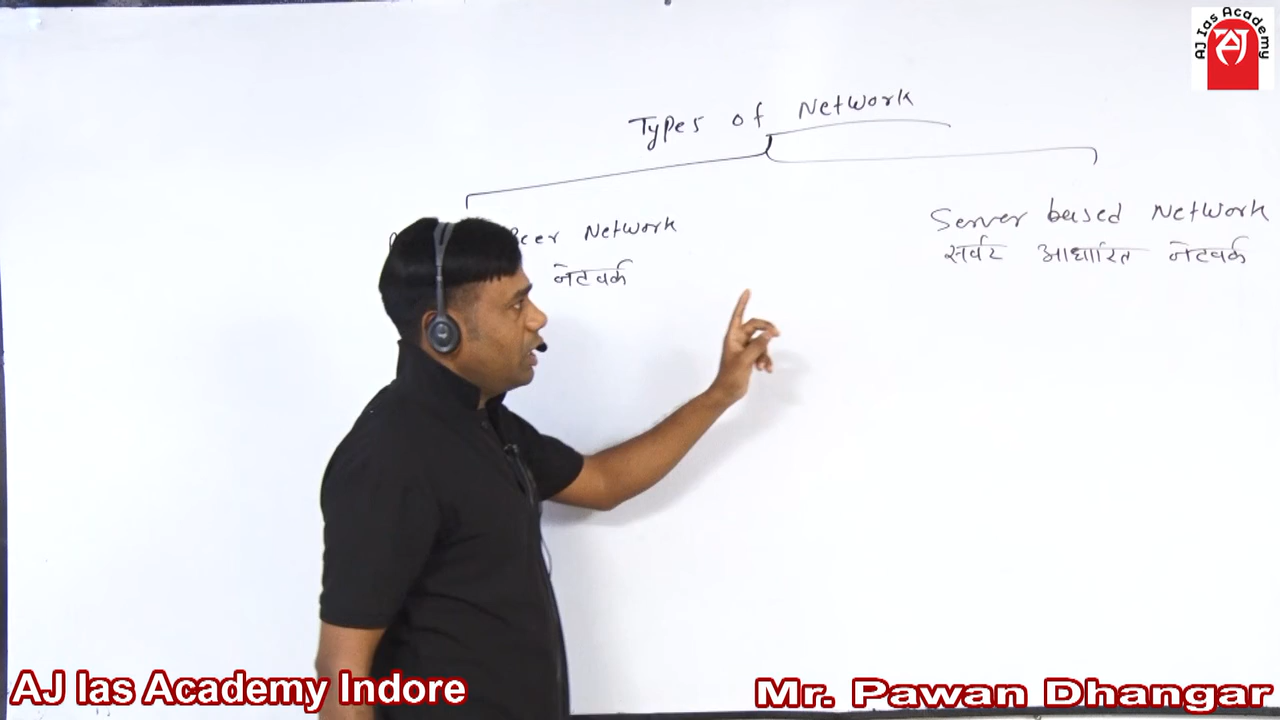 AJ Ias Academy
AJ
Types of Network
Peer Network
Server based Network
नेटवर्क
सर्वर आधारित नेटवर्क
AJ Ias Academy Indore
Mr. Pawan Dhangar